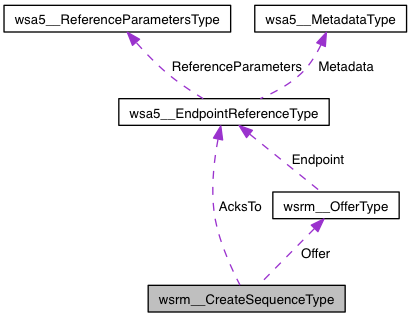 wsa5__ReferenceParametersType
wsa5__MetadataType
ReferenceParameters
Metadata
wsa5__EndpointReferenceType
Endpoint
AcksTo
wsrm__OfferType
Offer
wsrm__CreateSequenceType